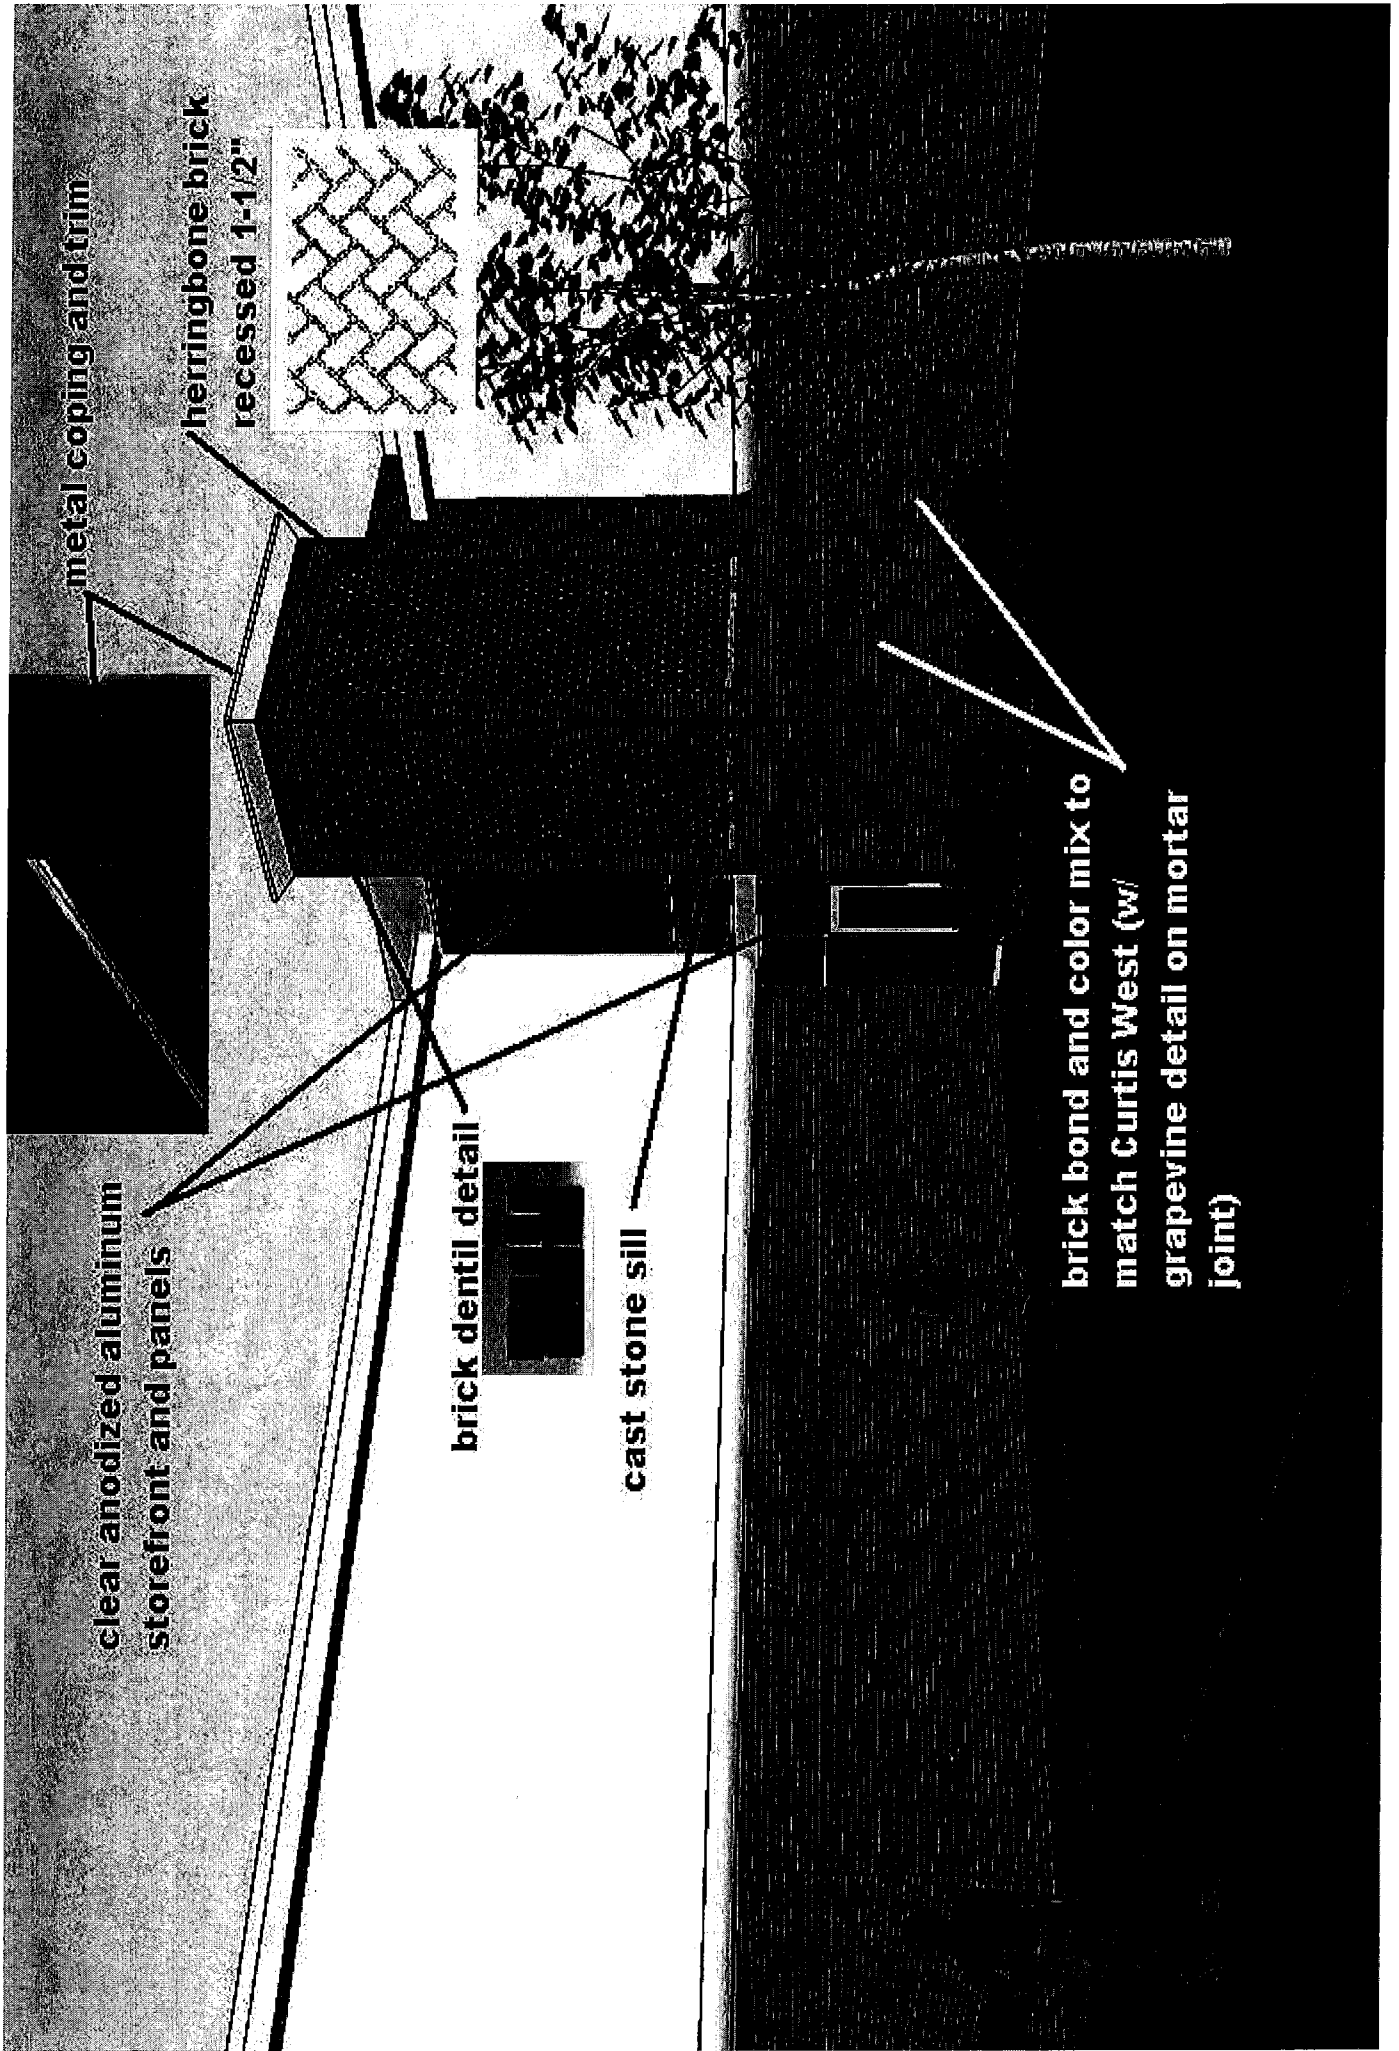 clear anodized aluminum
storefront and panels
metal coping and trim
herringbone brick
recessed 1-1/2"
brick dentil detail
cast stone sill
brick bond and color mix to
match Curtis West (w/
grapevine detail on mortar
joint)